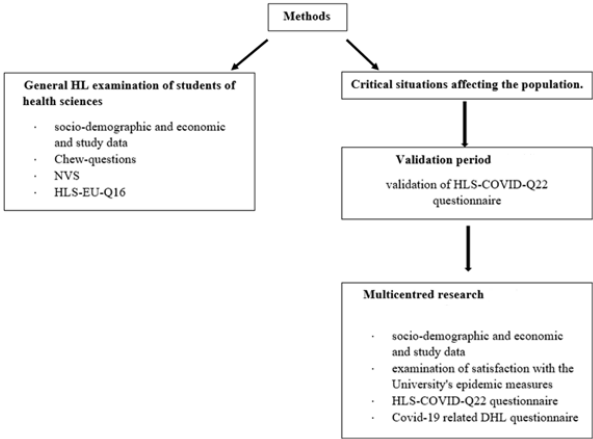 Methods
General HL examination of students of
health sciences
· socio-demographic and economic
and study data
· Chew-questions
· NVS
· HLS-EU-Q16
Critical situations affecting the population.
Validation period
validation of HLS-COVID-Q22
questionnaire
Multicentred research
· socio-demographic and economic
and study data
· examination of satisfaction with the
University's epidemic measures
· HLS-COVID-Q22 questionnaire
· Covid-19 related DHL questionnaire